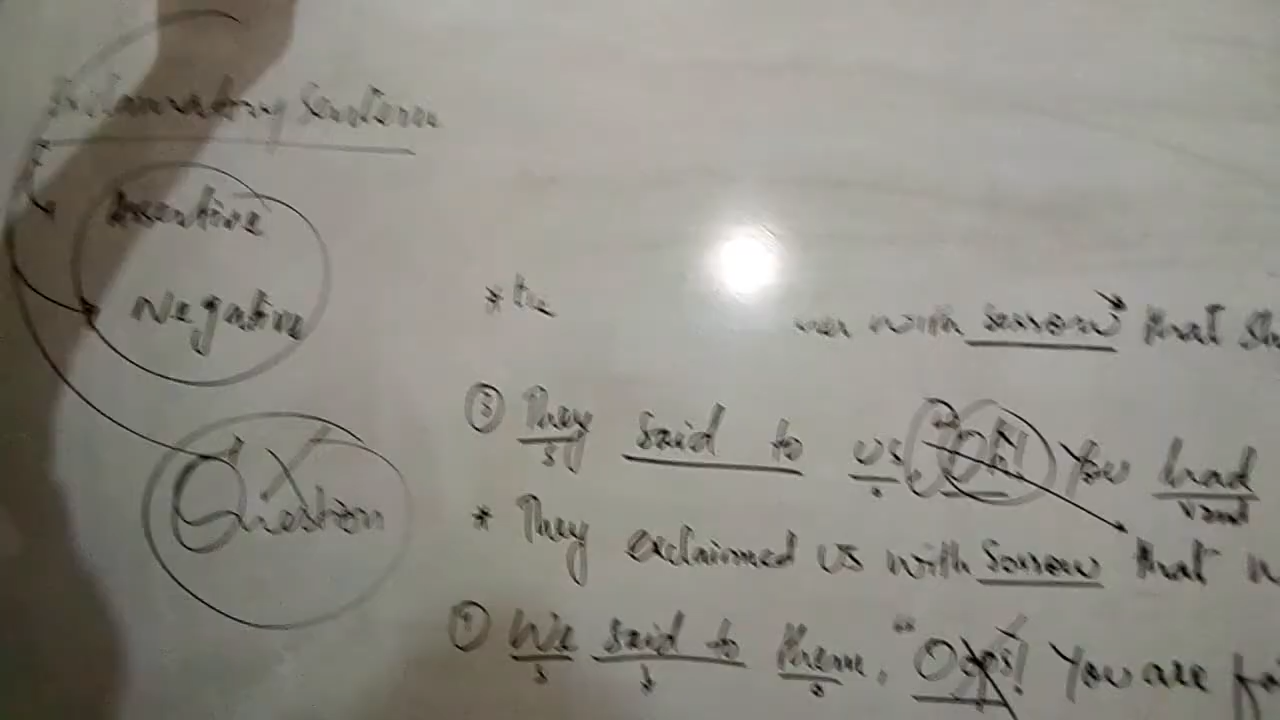 Exclamatory Sentence
Assertive
Negative
Question
* He with sorrow that
③ They said to us, "Oh! You had
S
* They exclaimed us with sorrow that
We said to them, "Oops! You are
S